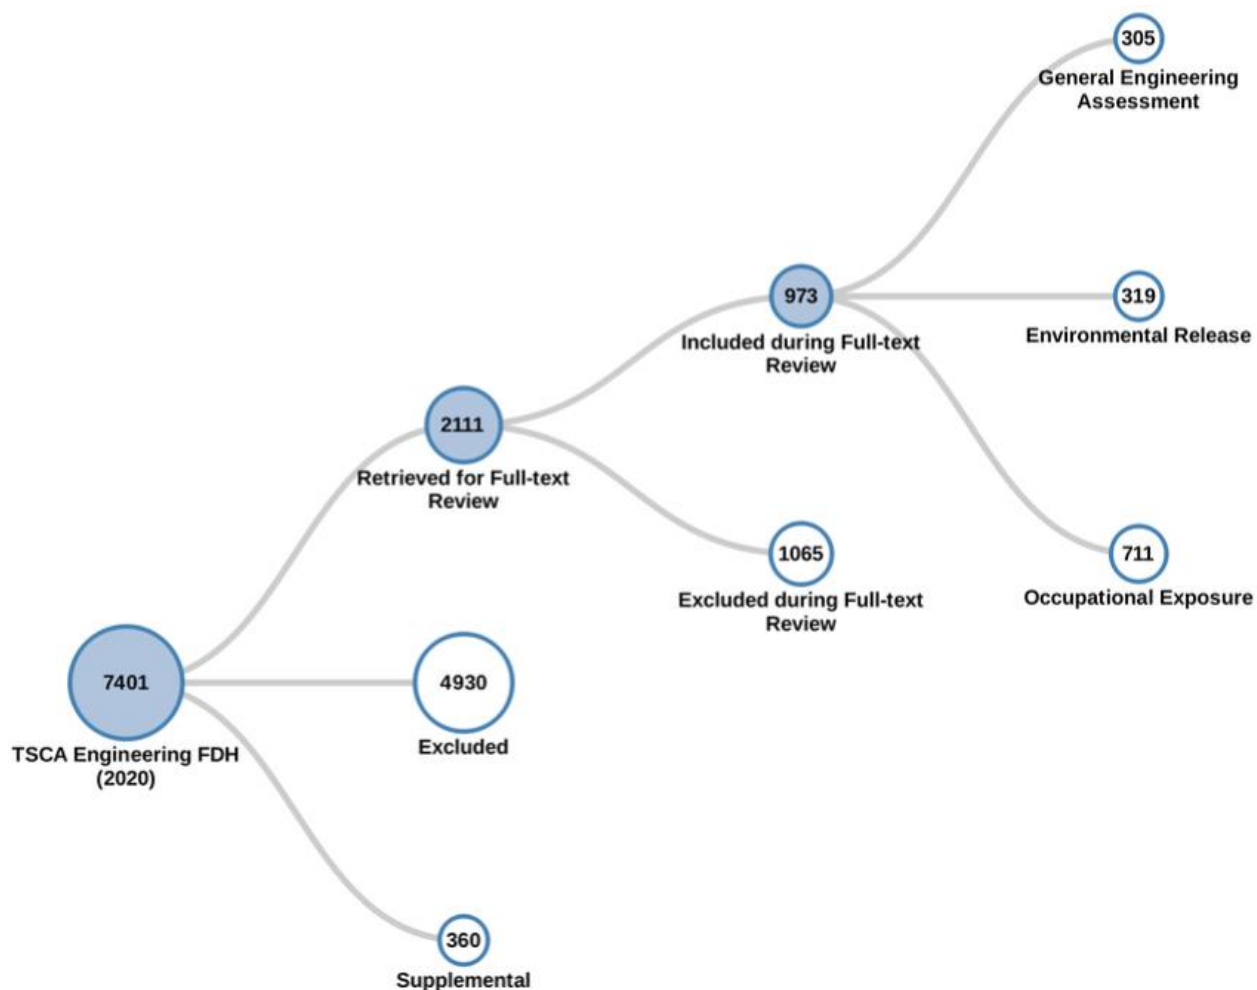 305
General Engineering
Assessment
973
Included during Full-text
Review
319
Environmental Release
2111
Retrieved for Full-text
Review
1065
Excluded during Full-text
Review
711
Occupational Exposure
7401
TSCA Engineering FDH
(2020)
4930
Excluded
360
Supplemental